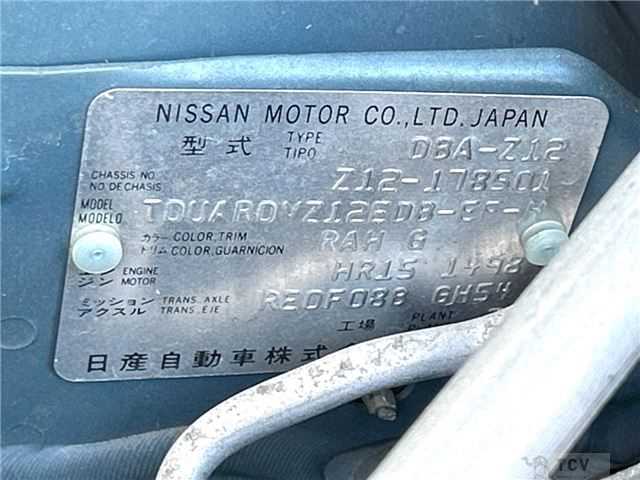 NISSAN MOTOR CO.,LTD. JAPAN
型式 TYPE TIPO DBA-Z12
CHASSIS NO. NO. DE CHASIS Z12-178501
MODEL MODELO
カラー COLOR, TRIM トリム COLOR, GUARNICION RAH G
ENGINE ジン MOTOR HR15 1498
ミッション TRANS. AXLE アクスル TRANS. EJE RE0F08B GH54
工場 PLANT
日産自動車株式
TCV